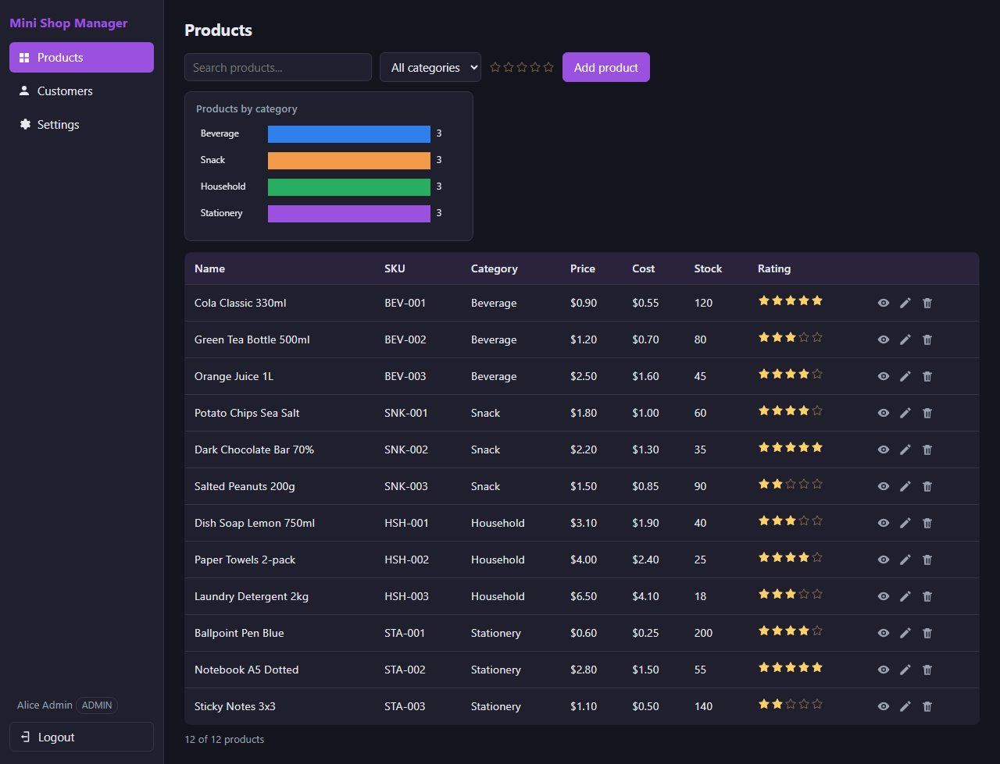 Mini Shop Manager
Products
Customers
Settings
Alice Admin ADMIN
Logout
Products
Search products...
All categories
Add product
Products by category
Beverage 3
Snack 3
Household 3
Stationery 3
Name SKU Category Price Cost Stock Rating
Cola Classic 330ml BEV-001 Beverage $0.90 $0.55 120
Green Tea Bottle 500ml BEV-002 Beverage $1.20 $0.70 80
Orange Juice 1L BEV-003 Beverage $2.50 $1.60 45
Potato Chips Sea Salt SNK-001 Snack $1.80 $1.00 60
Dark Chocolate Bar 70% SNK-002 Snack $2.20 $1.30 35
Salted Peanuts 200g SNK-003 Snack $1.50 $0.85 90
Dish Soap Lemon 750ml HSH-001 Household $3.10 $1.90 40
Paper Towels 2-pack HSH-002 Household $4.00 $2.40 25
Laundry Detergent 2kg HSH-003 Household $6.50 $4.10 18
Ballpoint Pen Blue STA-001 Stationery $0.60 $0.25 200
Notebook A5 Dotted STA-002 Stationery $2.80 $1.50 55
Sticky Notes 3x3 STA-003 Stationery $1.10 $0.50 140
12 of 12 products